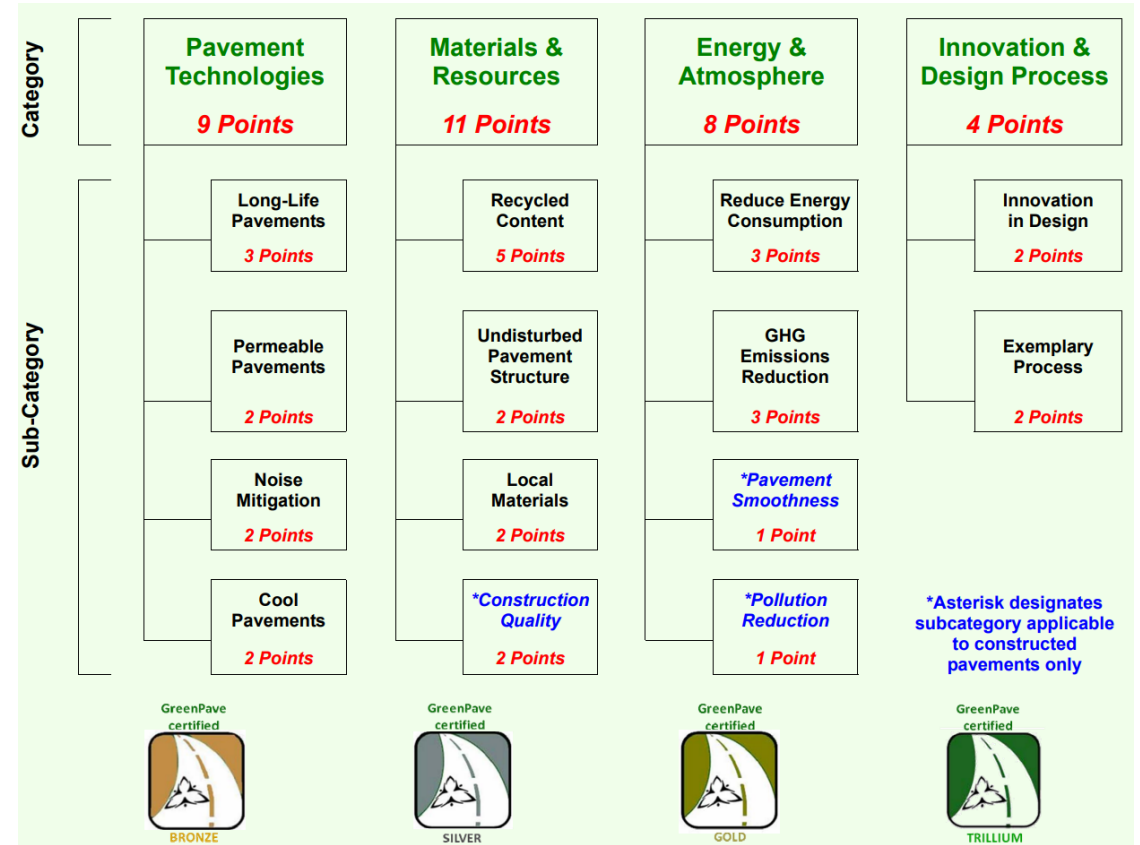 Category
Pavement
Technologies
9 Points
Materials &
Resources
11 Points
Energy &
Atmosphere
8 Points
Innovation &
Design Process
4 Points
Sub-Category
Long-Life
Pavements
3 Points
Recycled
Content
5 Points
Reduce Energy
Consumption
3 Points
Innovation
in Design
2 Points
Permeable
Pavements
2 Points
Undisturbed
Pavement
Structure
2 Points
GHG
Emissions
Reduction
3 Points
Exemplary
Process
2 Points
Noise
Mitigation
2 Points
Local
Materials
2 Points
*Pavement
Smoothness
1 Point
Cool
Pavements
2 Points
*Construction
Quality
2 Points
*Pollution
Reduction
1 Point
*Asterisk designates
subcategory applicable
to constructed
pavements only
GreenPave
certified
BRONZE
GreenPave
certified
SILVER
GreenPave
certified
GOLD
GreenPave
certified
TRILLIUM